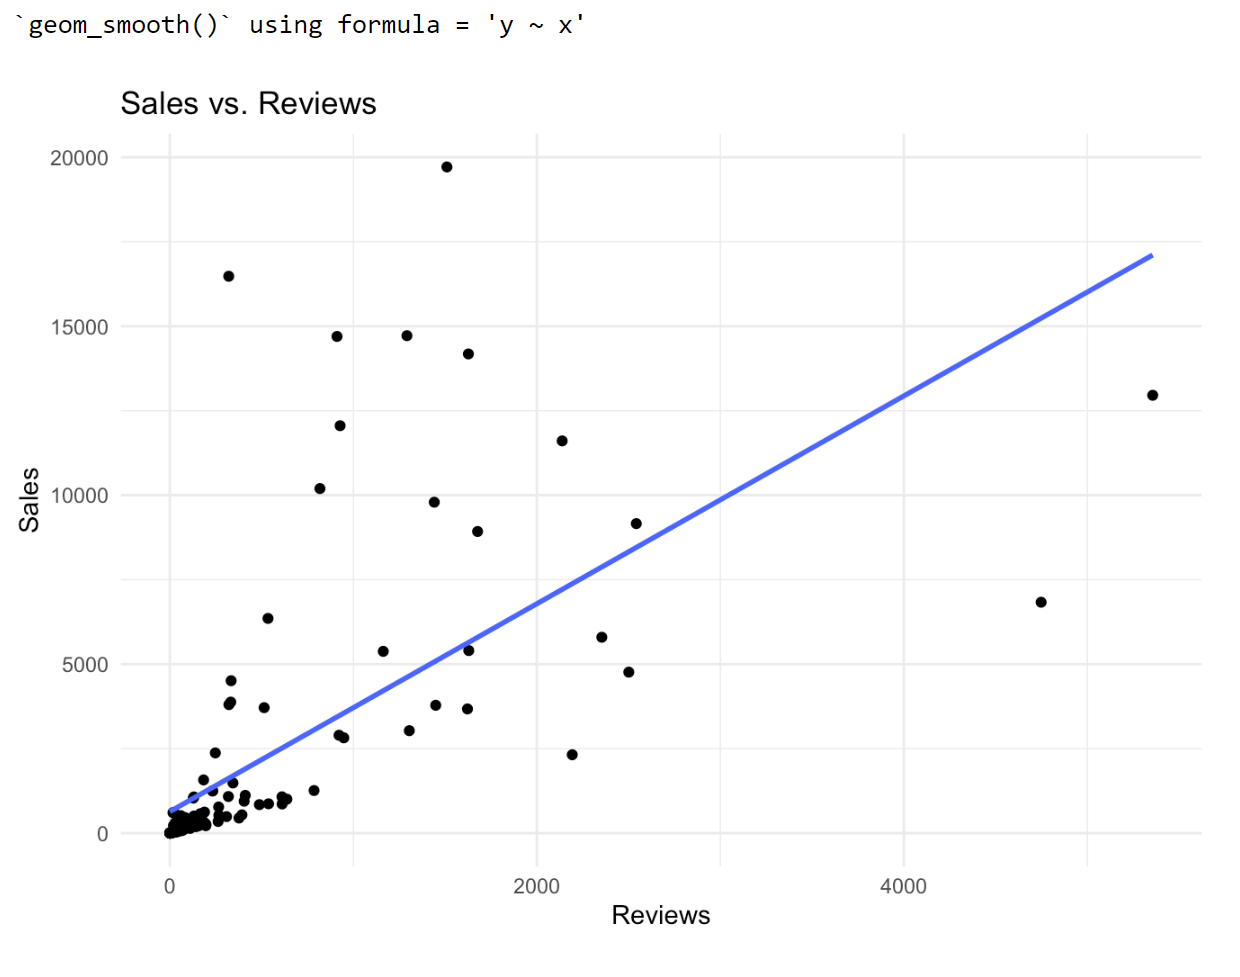 `geom_smooth()` using formula = 'y ~ x'
Sales vs. Reviews
20000
15000
10000
5000
0
Sales
0 2000 4000
Reviews